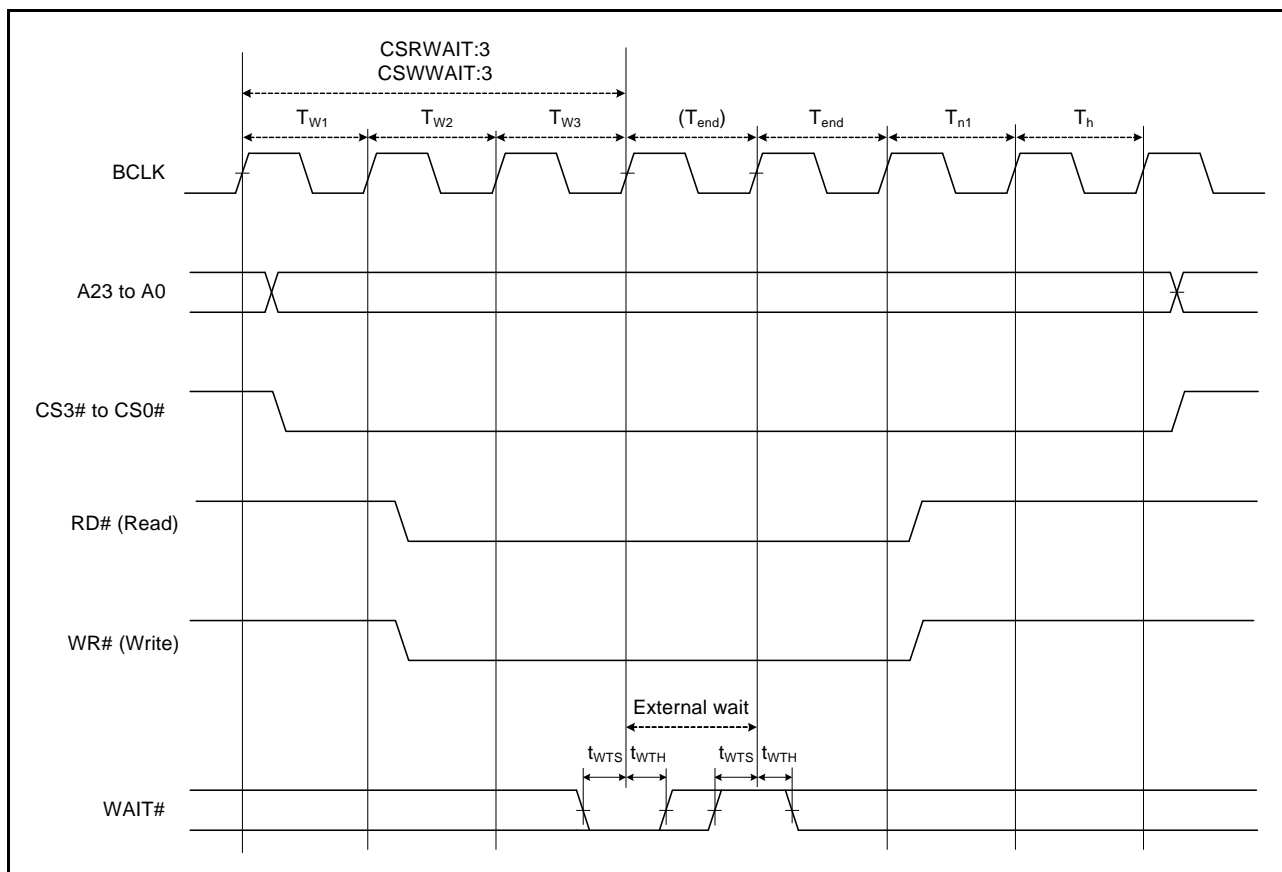 CSRWAIT:3
CSWWAIT:3
TW1 TW2 TW3 (Tend) Tend Tn1 Th
BCLK
A23 to A0
CS3# to CS0#
RD# (Read)
WR# (Write)
External wait
tWTS tWTH tWTS tWTH
WAIT#